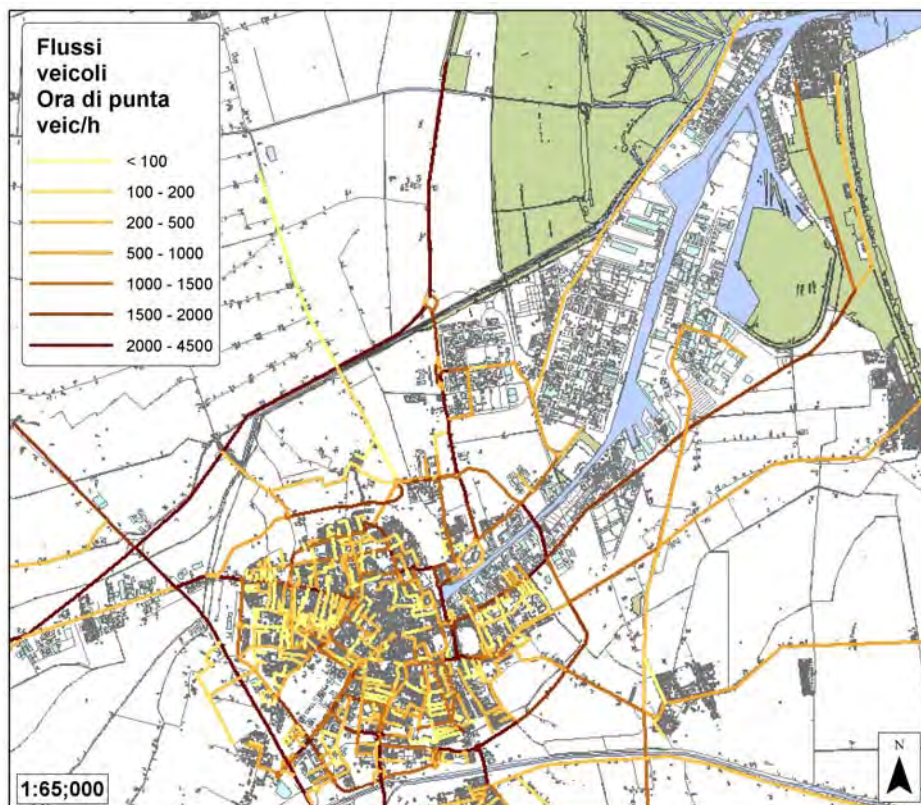 Flussi
veicoli
Ora di punta
veic/h
< 100
100 - 200
200 - 500
500 - 1000
1000 - 1500
1500 - 2000
2000 - 4500
1:65;000
N